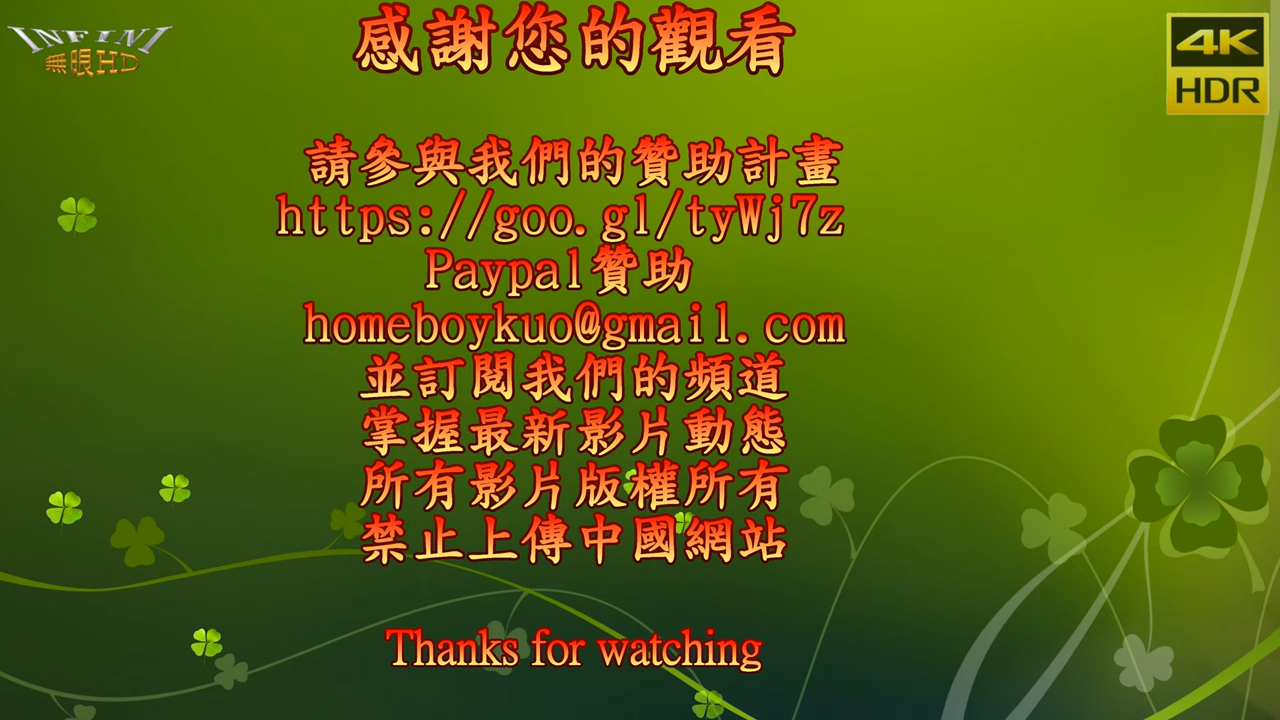 INFINI
無限HD
4K
HDR
感謝您的觀看
請參與我們的贊助計畫
https://goo.gl/tyWj7z
Paypal贊助
homeboykuo@gmail.com
並訂閱我們的頻道
掌握最新影片動態
所有影片版權所有
禁止上傳中國網站
Thanks for watching